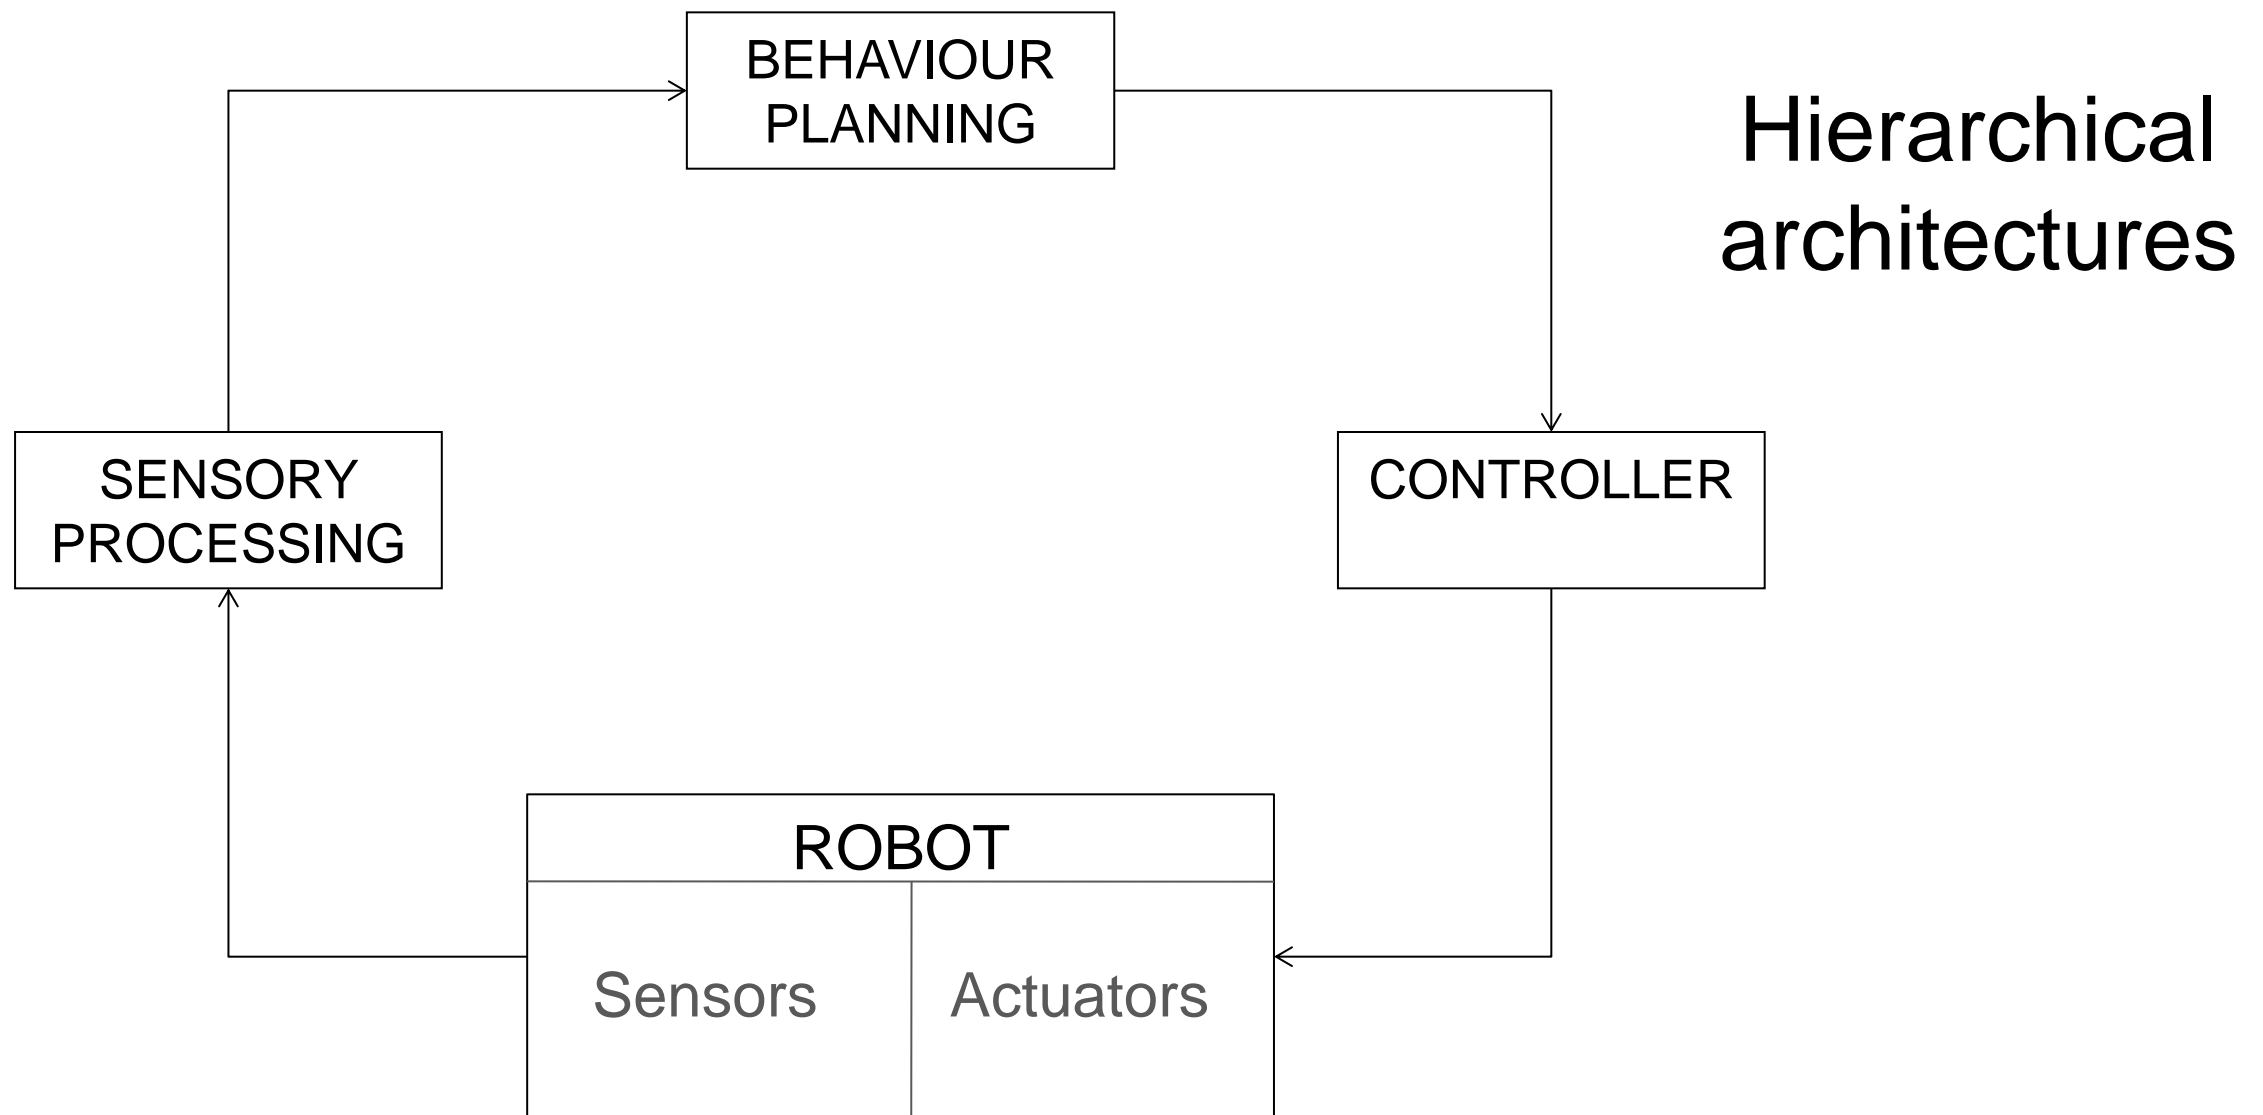 BEHAVIOUR
PLANNING
Hierarchical
architectures
SENSORY
PROCESSING
CONTROLLER
ROBOT
Sensors
Actuators